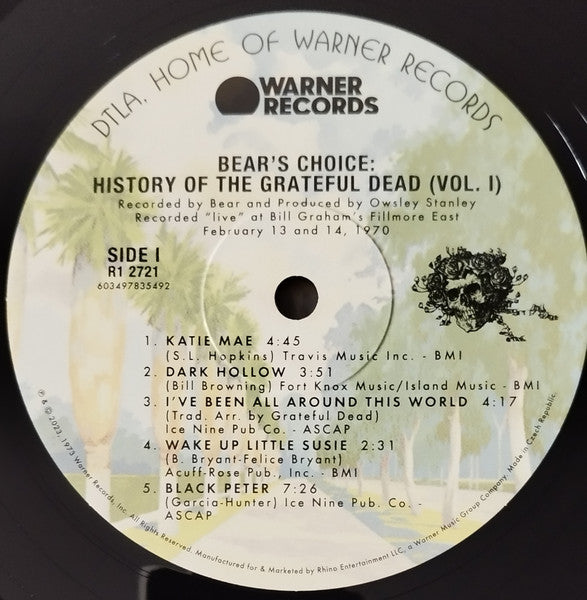 DTLA, HOME OF WARNER RECORDS
WARNER
RECORDS
BEAR'S CHOICE:
HISTORY OF THE GRATEFUL DEAD (VOL. I)
Recorded by Bear and Produced by Owsley Stanley
Recorded "live" at Bill Graham's Fillmore East
February 13 and 14, 1970
SIDE I
R1 2721
603497835492
1. KATIE MAE 4:45
(S.L. Hopkins) Travis Music Inc. - BMI
2. DARK HOLLOW 3:51
(Bill Browning) Fort Knox Music/Island Music - BMI
3. I'VE BEEN ALL AROUND THIS WORLD 4:17
(Trad. Arr. by Grateful Dead)
Ice Nine Pub Co. - ASCAP
4. WAKE UP LITTLE SUSIE 2:31
(B. Bryant-Felice Bryant)
Acuff-Rose Pub., Inc. - BMI
5. BLACK PETER 7:26
(Garcia-Hunter) Ice Nine Pub. Co. -
ASCAP
℗ & © 2023, 1973 Warner Records, Inc. All Rights Reserved. Manufactured for & Marketed by Rhino Entertainment LLC, a Warner Music Group Company. Made in Czech Republic.